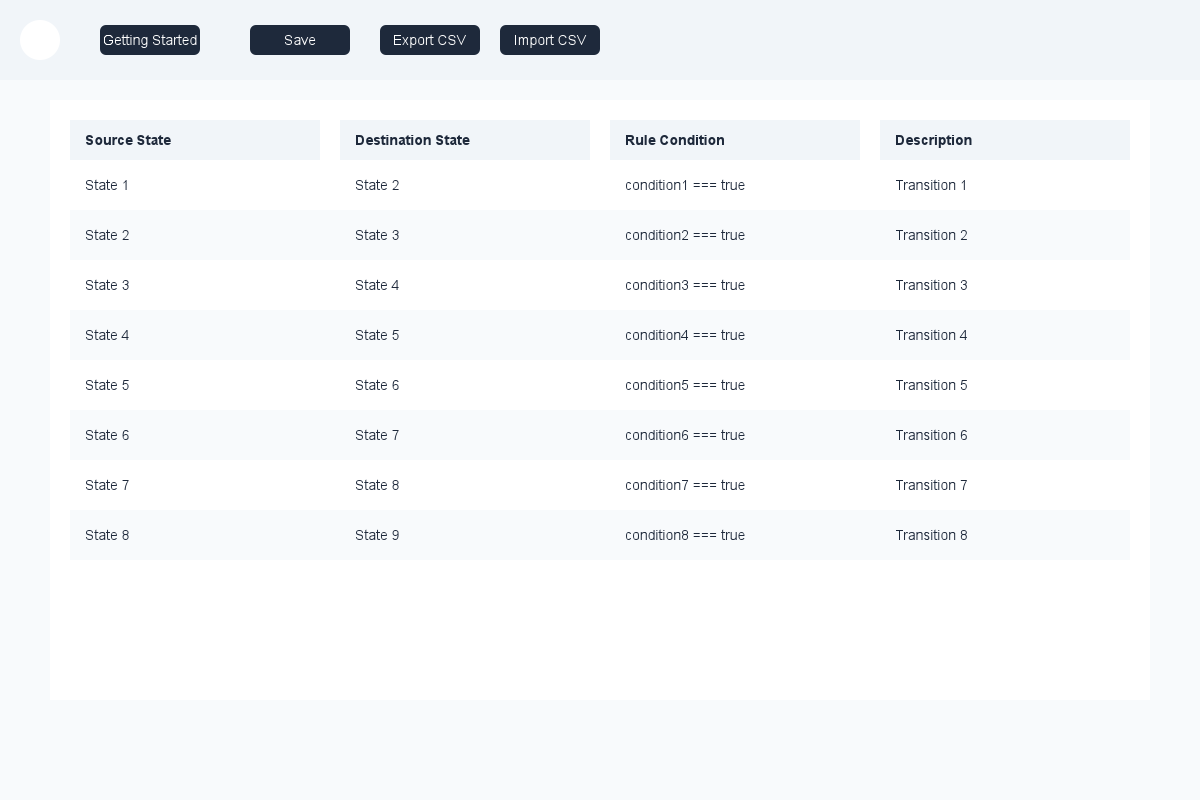 Getting Started Save Export CSV Import CSV
Source State Destination State Rule Condition Description
State 1 State 2 condition1 === true Transition 1
State 2 State 3 condition2 === true Transition 2
State 3 State 4 condition3 === true Transition 3
State 4 State 5 condition4 === true Transition 4
State 5 State 6 condition5 === true Transition 5
State 6 State 7 condition6 === true Transition 6
State 7 State 8 condition7 === true Transition 7
State 8 State 9 condition8 === true Transition 8